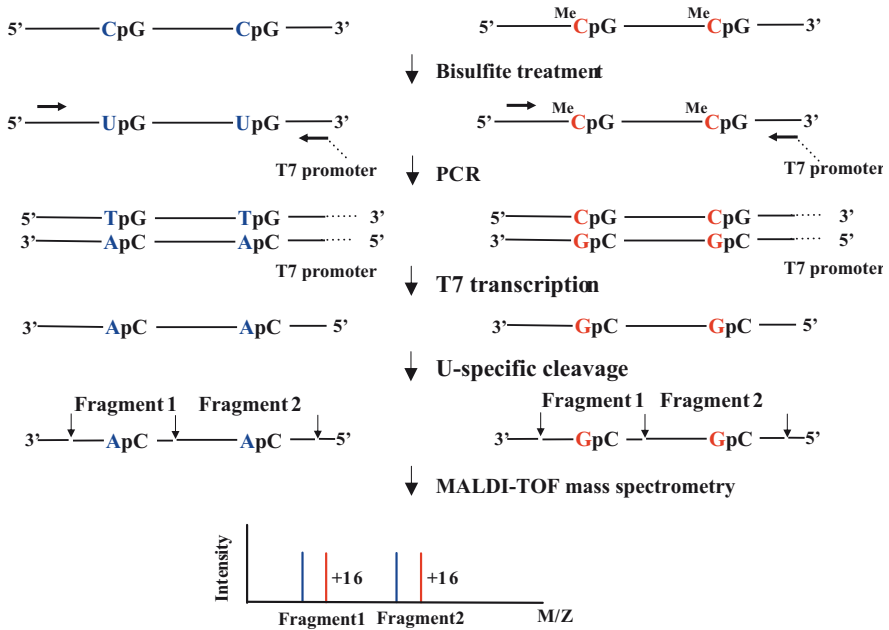 5’ CpG CpG 3’ 5’ Me CpG Me CpG 3’
Bisulfite treatment
5’ UpG UpG 3’ 5’ Me CpG Me CpG 3’
T7 promoter T7 promoter
PCR
5’ TpG TpG 3’ 5’ CpG CpG 3’
3’ ApC ApC 5’ 3’ GpC GpC 5’
T7 promoter T7 promoter
T7 transcription
3’ ApC ApC 5’ 3’ GpC GpC 5’
U-specific cleavage
Fragment 1 Fragment 2 Fragment 1 Fragment 2
3’ ApC ApC 5’ 3’ GpC GpC 5’
MALDI-TOF mass spectrometry
Intensity
+16 +16
Fragment1 Fragment2 M/Z